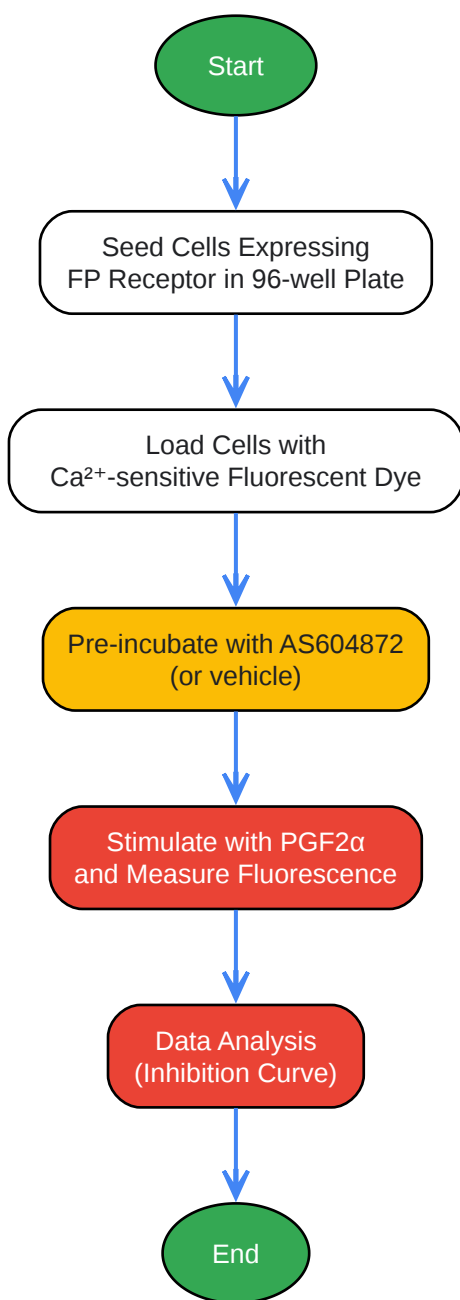 Start
Seed Cells Expressing
FP Receptor in 96-well Plate
Load Cells with
Ca²⁺-sensitive Fluorescent Dye
Pre-incubate with AS604872
(or vehicle)
Stimulate with PGF2α
and Measure Fluorescence
Data Analysis
(Inhibition Curve)
End